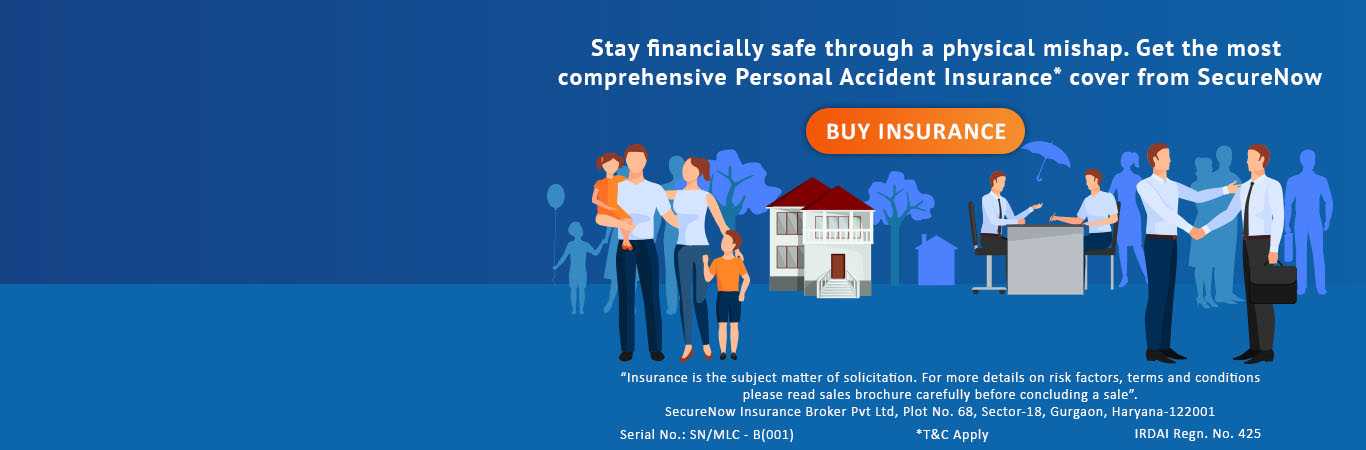 Stay financially safe through a physical mishap. Get the most
comprehensive Personal Accident Insurance* cover from SecureNow
BUY INSURANCE
“Insurance is the subject matter of solicitation. For more details on risk factors, terms and conditions
please read sales brochure carefully before concluding a sale”.
SecureNow Insurance Broker Pvt Ltd, Plot No. 68, Sector-18, Gurgaon, Haryana-122001
Serial No.: SN/MLC - B(001) *T&C Apply IRDAI Regn. No. 425